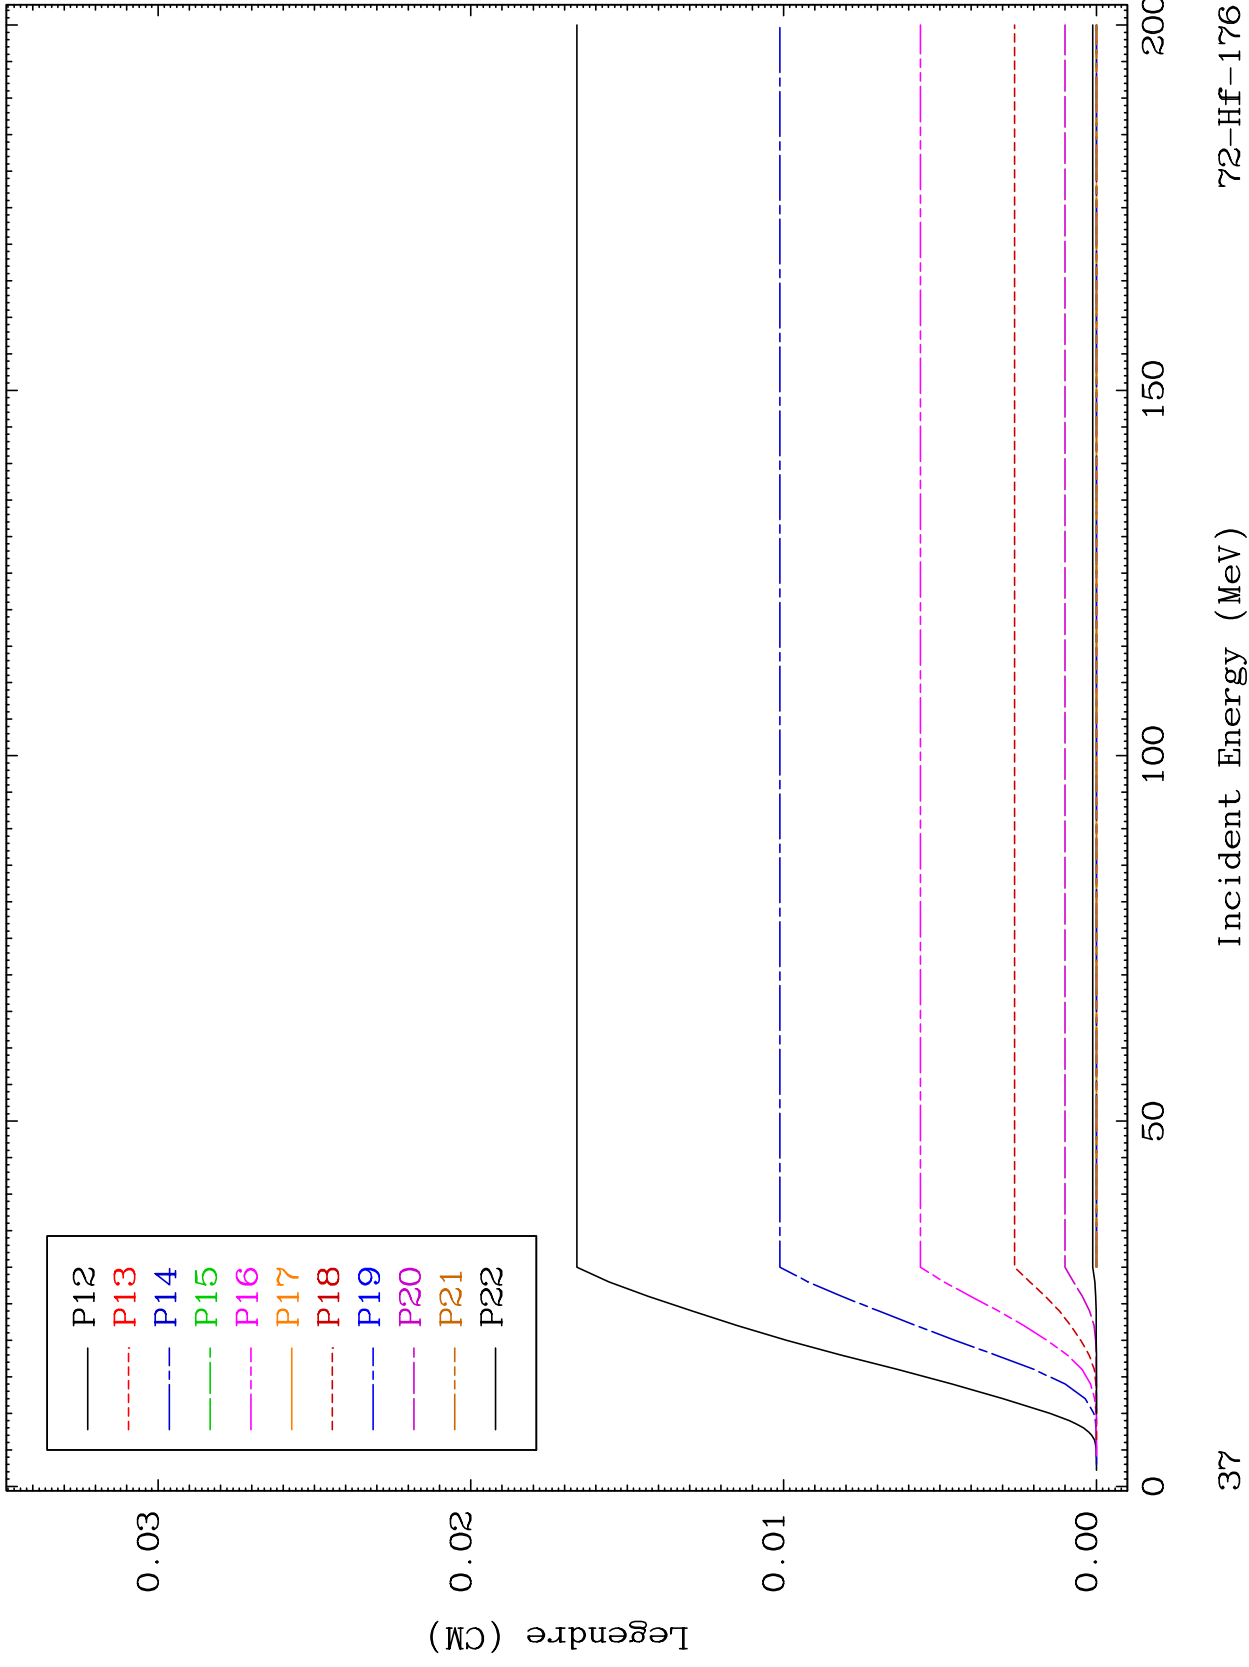 Legendre (CM)
0.03
0.02
0.01
0.00
P12
P13
P14
P15
P16
P17
P18
P19
P20
P21
P22
0
50
100
150
200
37
Incident Energy (MeV)
72-Hf-176